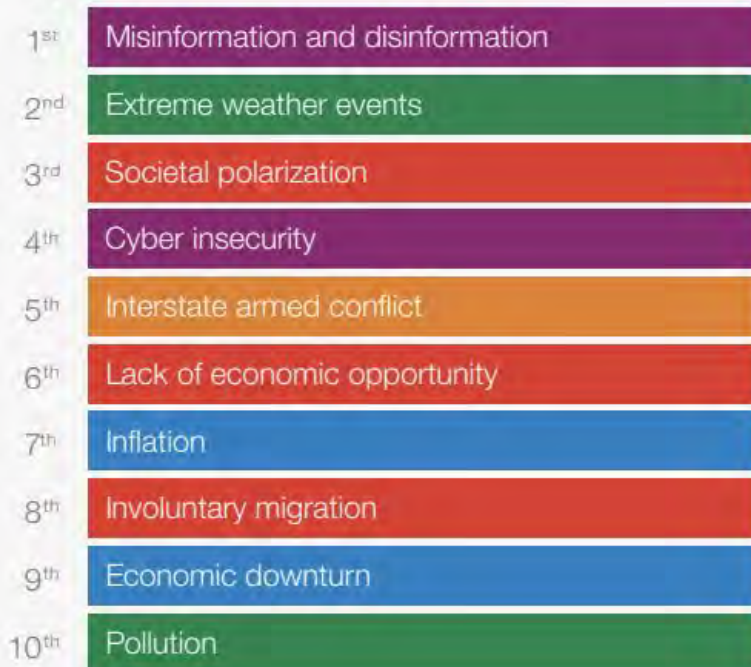 1st Misinformation and disinformation
2nd Extreme weather events
3rd Societal polarization
4th Cyber insecurity
5th Interstate armed conflict
6th Lack of economic opportunity
7th Inflation
8th Involuntary migration
9th Economic downturn
10th Pollution